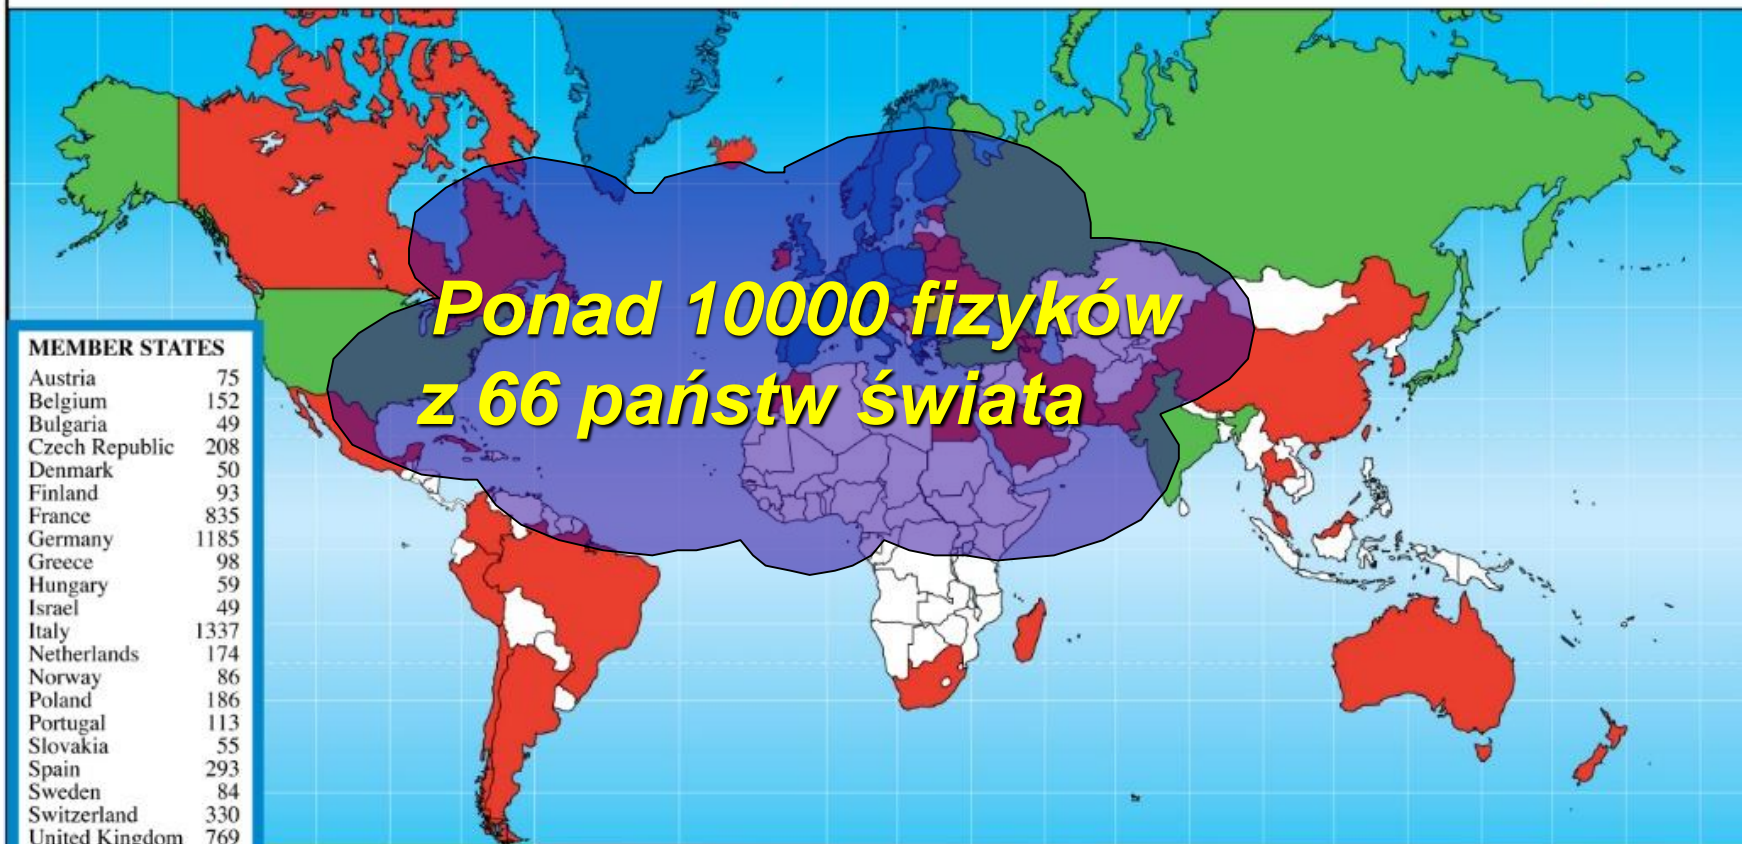 Ponad 10000 fizyków
z 66 państw świata
MEMBER STATES
Austria 75
Belgium 152
Bulgaria 49
Czech Republic 208
Denmark 50
Finland 93
France 835
Germany 1185
Greece 98
Hungary 59
Israel 49
Italy 1337
Netherlands 174
Norway 86
Poland 186
Portugal 113
Slovakia 55
Spain 293
Sweden 84
Switzerland 330
United Kingdom 769